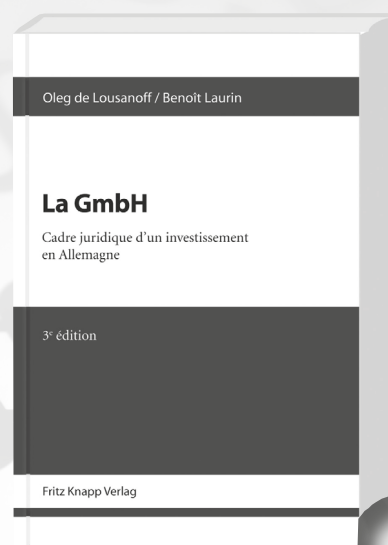 Oleg de Lousanoff / Benoît Laurin
La GmbH
Cadre juridique d’un investissement
en Allemagne
3e édition
Fritz Knapp Verlag